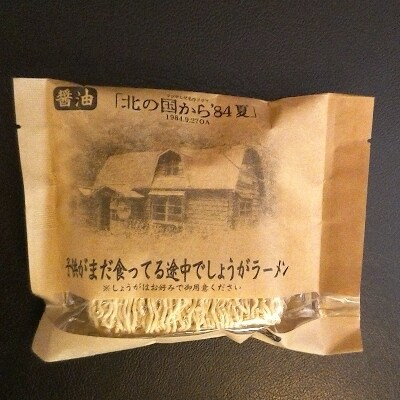 醤油
「北の国から'84夏」
1984.9.27OA
子供がまだ食ってる途中でしょうがラーメン
※しょうがはお好みで御用意ください